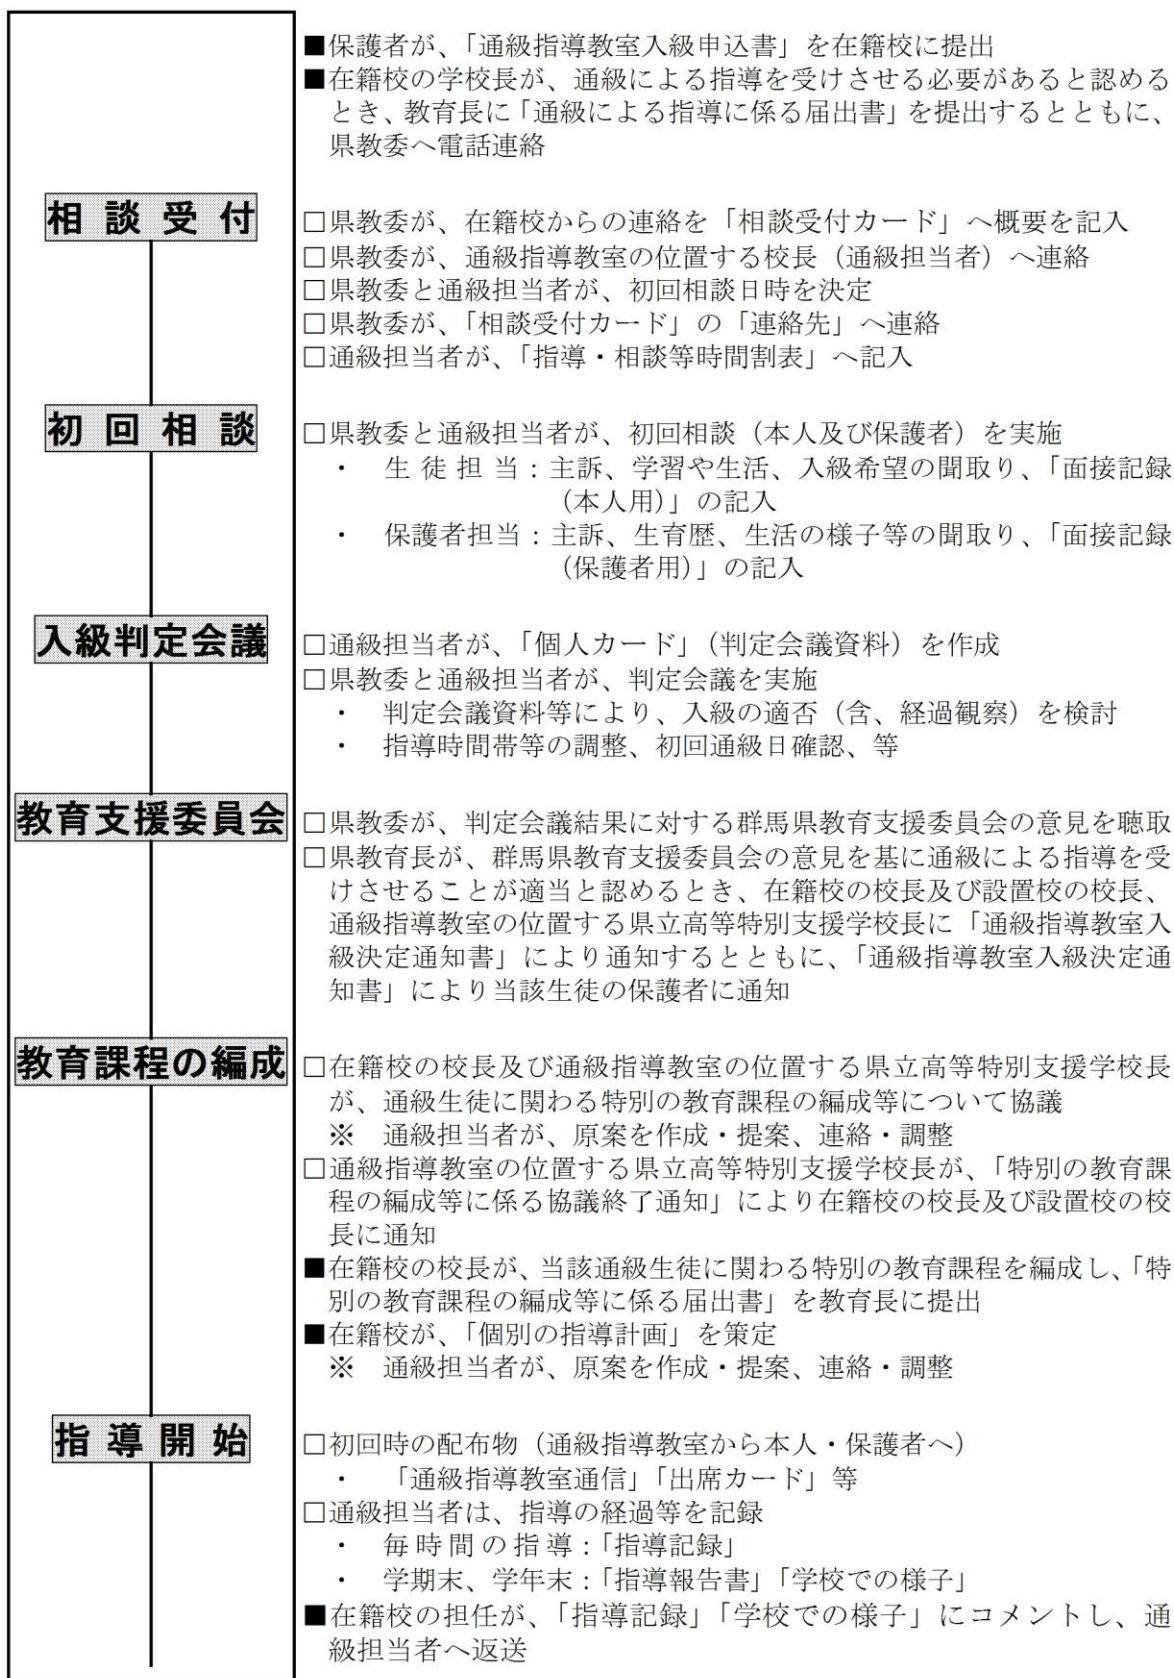 ■保護者が、「通級指導教室入級申込書」を在籍校に提出
■在籍校の学校長が、通級による指導を受けさせる必要があると認める
とき、教育長に「通級による指導に係る届出書」を提出するとともに、
県教委へ電話連絡
相談受付
□県教委が、在籍校からの連絡を「相談受付カード」へ概要を記入
□県教委が、通級指導教室の位置する校長（通級担当者）へ連絡
□県教委と通級担当者が、初回相談日時を決定
□県教委が、「相談受付カード」の「連絡先」へ連絡
□通級担当者が、「指導・相談等時間割表」へ記入
初回相談
□県教委と通級担当者が、初回相談（本人及び保護者）を実施
・ 生徒担当：主訴、学習や生活、入級希望の聞取り、「面接記録
（本人用）」の記入
・ 保護者担当：主訴、生育歴、生活の様子等の聞取り、「面接記録
（保護者用）」の記入
入級判定会議
□通級担当者が、「個人カード」（判定会議資料）を作成
□県教委と通級担当者が、判定会議を実施
・ 判定会議資料等により、入級の適否（含、経過観察）を検討
・ 指導時間帯等の調整、初回通級日確認、等
教育支援委員会
□県教委が、判定会議結果に対する群馬県教育支援委員会の意見を聴取
□県教育長が、群馬県教育支援委員会の意見を基に通級による指導を受
けさせることが適当と認めるとき、在籍校の校長及び設置校の校長、
通級指導教室の位置する県立高等特別支援学校長に「通級指導教室入
級決定通知書」により通知するとともに、「通級指導教室入級決定通
知書」により当該生徒の保護者に通知
教育課程の編成
□在籍校の校長及び通級指導教室の位置する県立高等特別支援学校長
が、通級生徒に関わる特別の教育課程の編成等について協議
※ 通級担当者が、原案を作成・提案、連絡・調整
□通級指導教室の位置する県立高等特別支援学校長が、「特別の教育課
程の編成等に係る協議終了通知」により在籍校の校長及び設置校の校
長に通知
■在籍校の校長が、当該通級生徒に関わる特別の教育課程を編成し、「特
別の教育課程の編成等に係る届出書」を教育長に提出
■在籍校が、「個別の指導計画」を策定
※ 通級担当者が、原案を作成・提案、連絡・調整
指導開始
□初回時の配布物（通級指導教室から本人・保護者へ）
・ 「通級指導教室通信」「出席カード」等
□通級担当者は、指導の経過等を記録
・ 毎時間の指導：「指導記録」
・ 学期末、学年末：「指導報告書」「学校での様子」
■在籍校の担任が、「指導記録」「学校での様子」にコメントし、通
級担当者へ返送